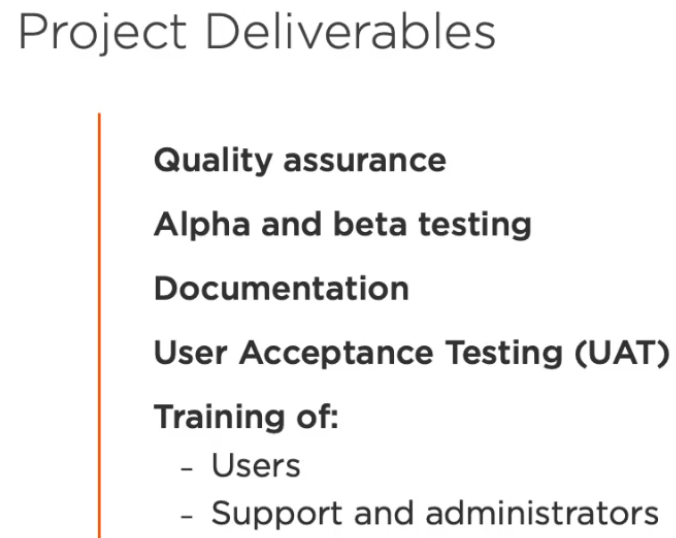 Project Deliverables
Quality assurance
Alpha and beta testing
Documentation
User Acceptance Testing (UAT)
Training of:
- Users
- Support and administrators